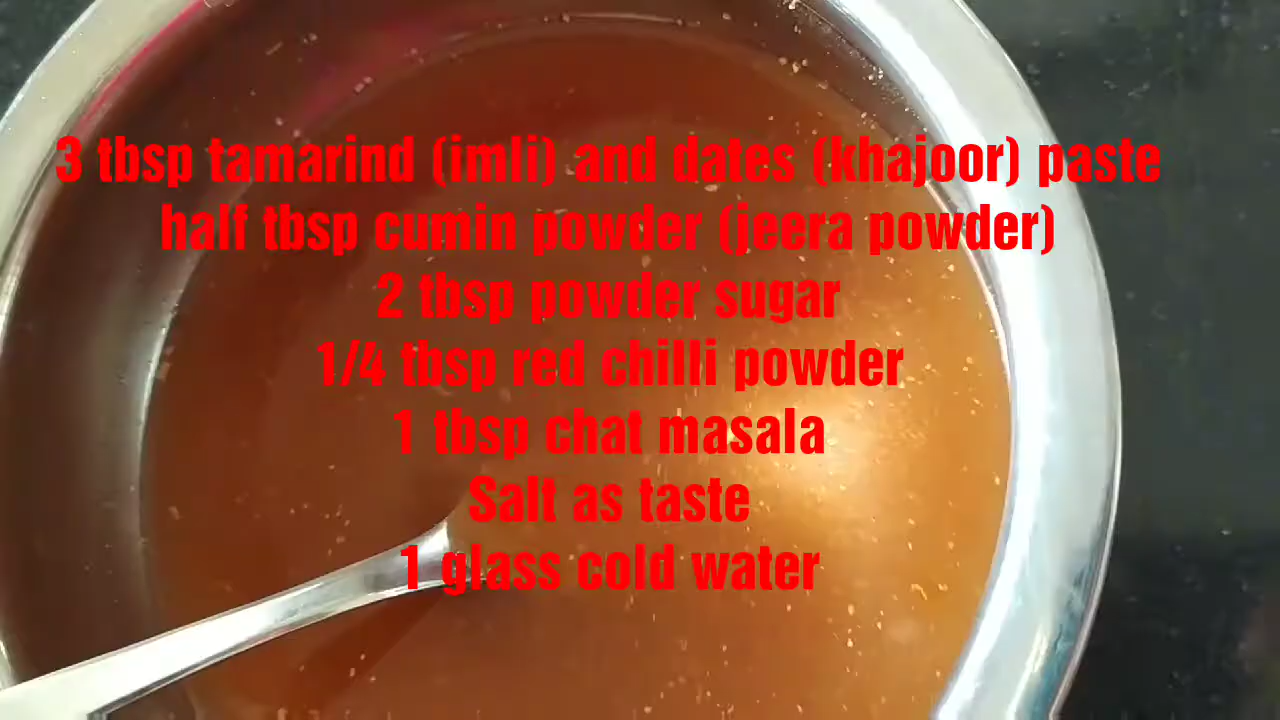 3 tbsp tamarind (imli) and dates (khajoor) paste
half tbsp cumin powder (jeera powder)
2 tbsp powder sugar
1/4 tbsp red chilli powder
1 tbsp chat masala
Salt as taste
1 glass cold water